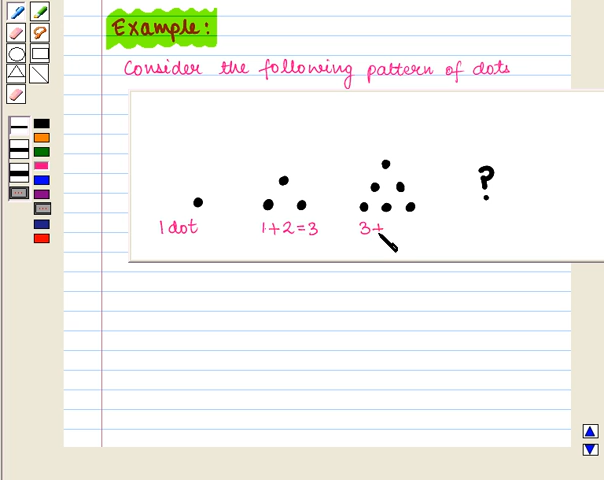 Example:
Consider the following pattern of dots
?
1 dot 1+2=3 3+